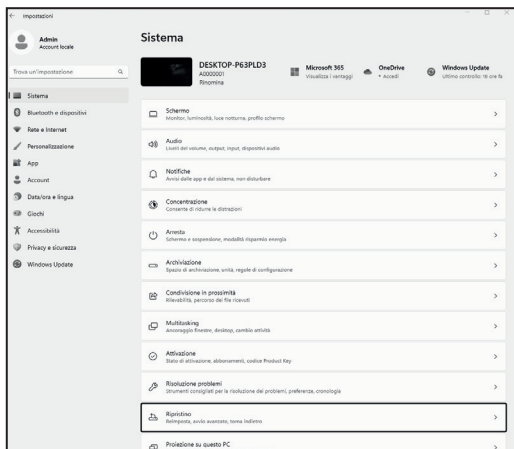 Impostazioni
Admin
Account locale
Trova un'impostazione
Sistema
Bluetooth e dispositivi
Rete e Internet
Personalizzazione
App
Account
Data/ora e lingua
Giochi
Accessibilità
Privacy e sicurezza
Windows Update
Sistema
DESKTOP-P63PLD3
A0000001
Rinomina
Microsoft 365
Visualizza i vantaggi
OneDrive
• Accedi
Windows Update
Ultimo controllo: 16 ore fa
Schermo
Monitor, luminosità, luce notturna, profilo schermo
Audio
Livelli del volume, output, input, dispositivi audio
Notifiche
Avvisi dalle app e dal sistema, non disturbare
Concentrazione
Consente di ridurre le distrazioni
Arresta
Schermo e sospensione, modalità risparmio energia
Archiviazione
Spazio di archiviazione, unità, regole di configurazione
Condivisione in prossimità
Rilevabilità, percorso dei file ricevuti
Multitasking
Ancoraggio finestre, desktop, cambio attività
Attivazione
Stato di attivazione, abbonamenti, codice Product Key
Risoluzione problemi
Strumenti consigliati per la risoluzione dei problemi, preferenze, cronologia
Ripristino
Reimposta, avvio avanzato, torna indietro
Proiezione su questo PC